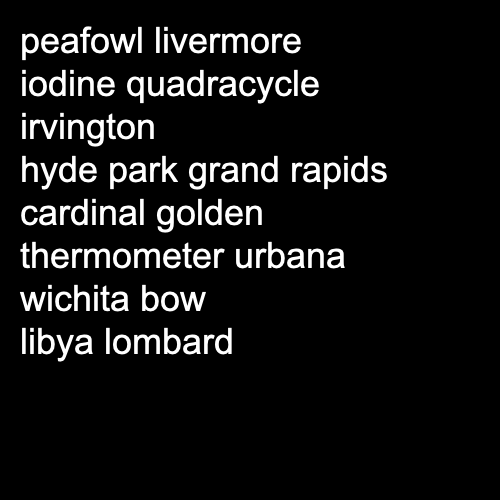 peafowl livermore
iodine quadracycle
irvington
hyde park grand rapids
cardinal golden
thermometer urbana
wichita bow
libya lombard